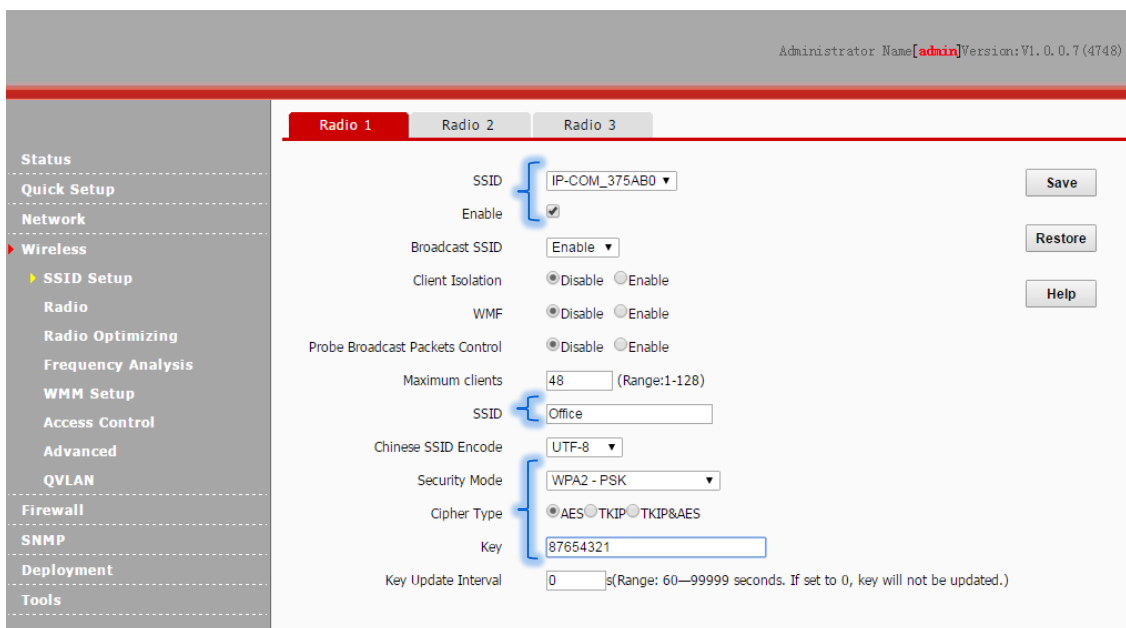 Administrator Name[admin]Version:V1.0.0.7(4748)
Radio 1 Radio 2 Radio 3
Status
Quick Setup
Network
Wireless
SSID Setup
Radio
Radio Optimizing
Frequency Analysis
WMM Setup
Access Control
Advanced
QVLAN
Firewall
SNMP
Deployment
Tools
SSID IP-COM_375AB0
Enable
Broadcast SSID Enable
Client Isolation Disable Enable
WMF Disable Enable
Probe Broadcast Packets Control Disable Enable
Maximum clients 48 (Range:1-128)
SSID Office
Chinese SSID Encode UTF-8
Security Mode WPA2 - PSK
Cipher Type AES TKIP TKIP&AES
Key 87654321
Key Update Interval 0 s(Range: 60—99999 seconds. If set to 0, key will not be updated.)
Save
Restore
Help